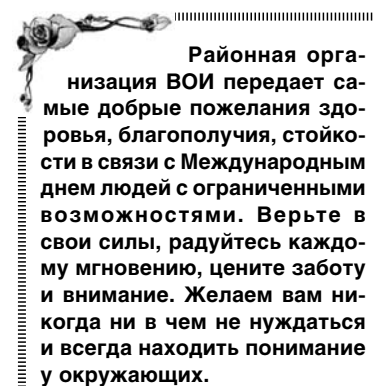 Районная орга-
низация ВОИ передает са-
мые добрые пожелания здо-
ровья, благополучия, стойко-
сти в связи с Международным
днем людей с ограниченными
возможностями. Верьте в
свои силы, радуйтесь каждо-
му мгновению, цените заботу
и внимание. Желаем вам ни-
когда ни в чем не нуждаться
и всегда находить понимание
у окружающих.